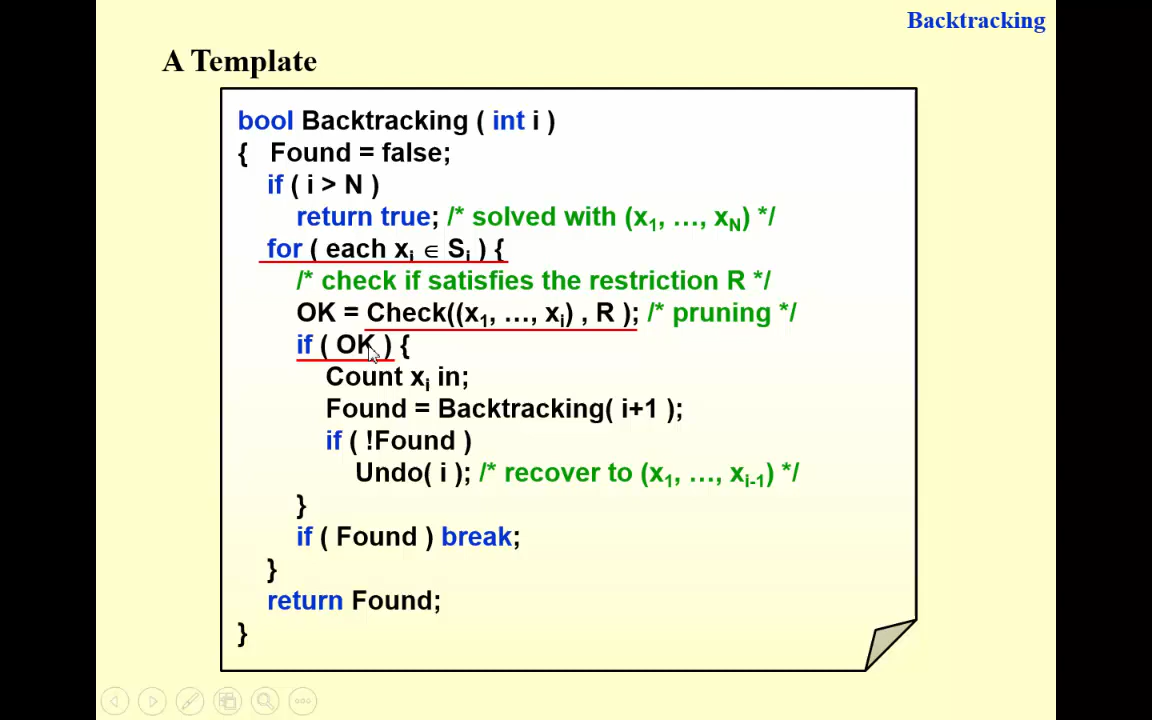 Backtracking
A Template
bool Backtracking ( int i )
{ Found = false;
if ( i > N )
return true; /* solved with (x1, …, xN) */
for ( each xi ∈ Si ) {
/* check if satisfies the restriction R */
OK = Check((x1, …, xi) , R ); /* pruning */
if ( OK ) {
Count xi in;
Found = Backtracking( i+1 );
if ( !Found )
Undo( i ); /* recover to (x1, …, xi-1) */
}
if ( Found ) break;
}
return Found;
}